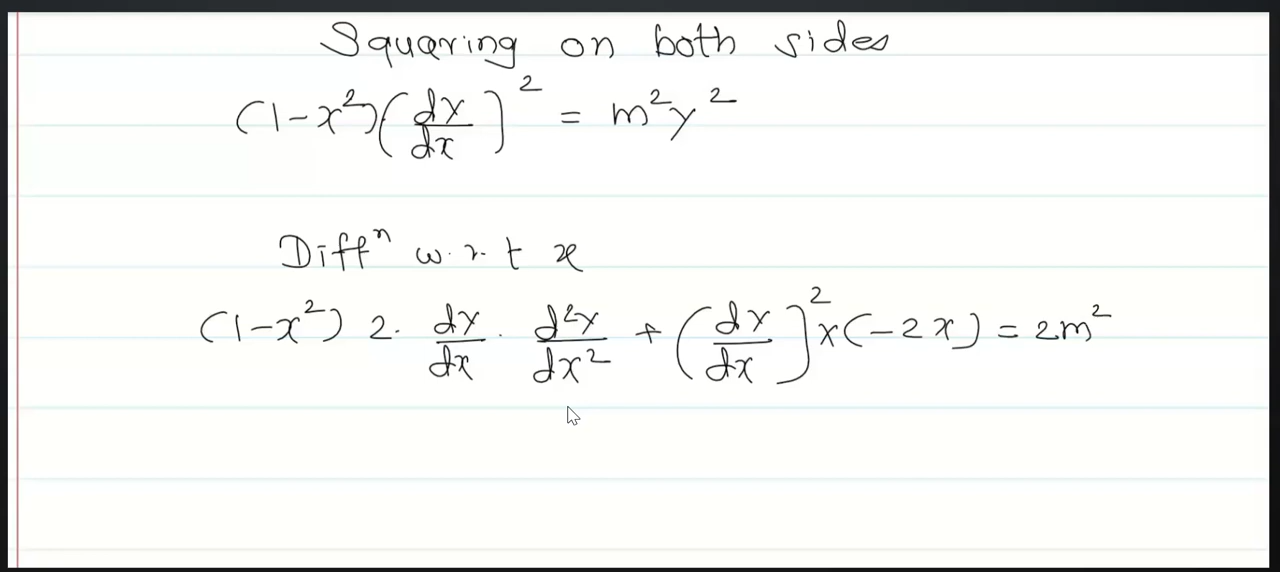 Squaring on both sides
(1-x²)(dy/dx)² = m²y²
Diffⁿ w.r.t x
(1-x²) 2. dy/dx . d²y/dx² + (dy/dx)² x(-2x) = 2m²